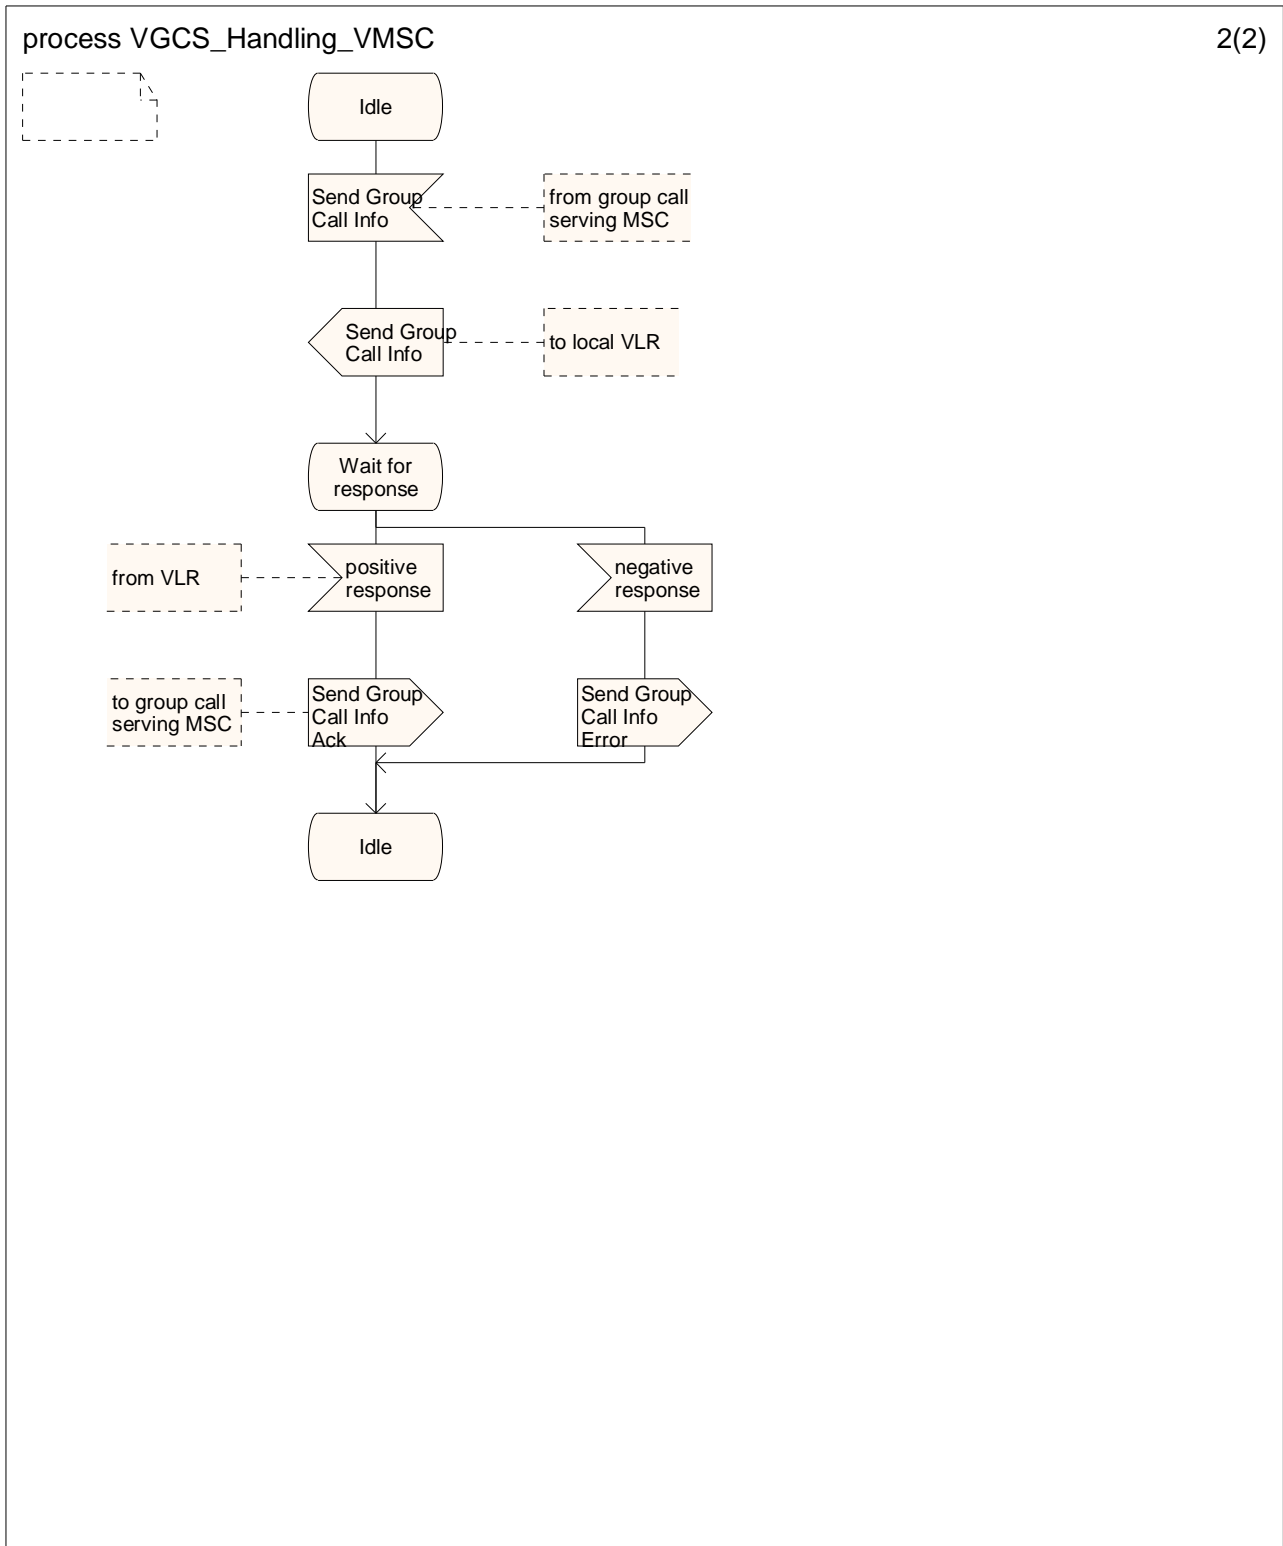 process VGCS_Handling_VMSC
2(2)
Idle
Send Group
Call Info
from group call
serving MSC
Send Group
Call Info
to local VLR
Wait for
response
from VLR
positive
response
negative
response
to group call
serving MSC
Send Group
Call Info
Ack
Send Group
Call Info
Error
Idle